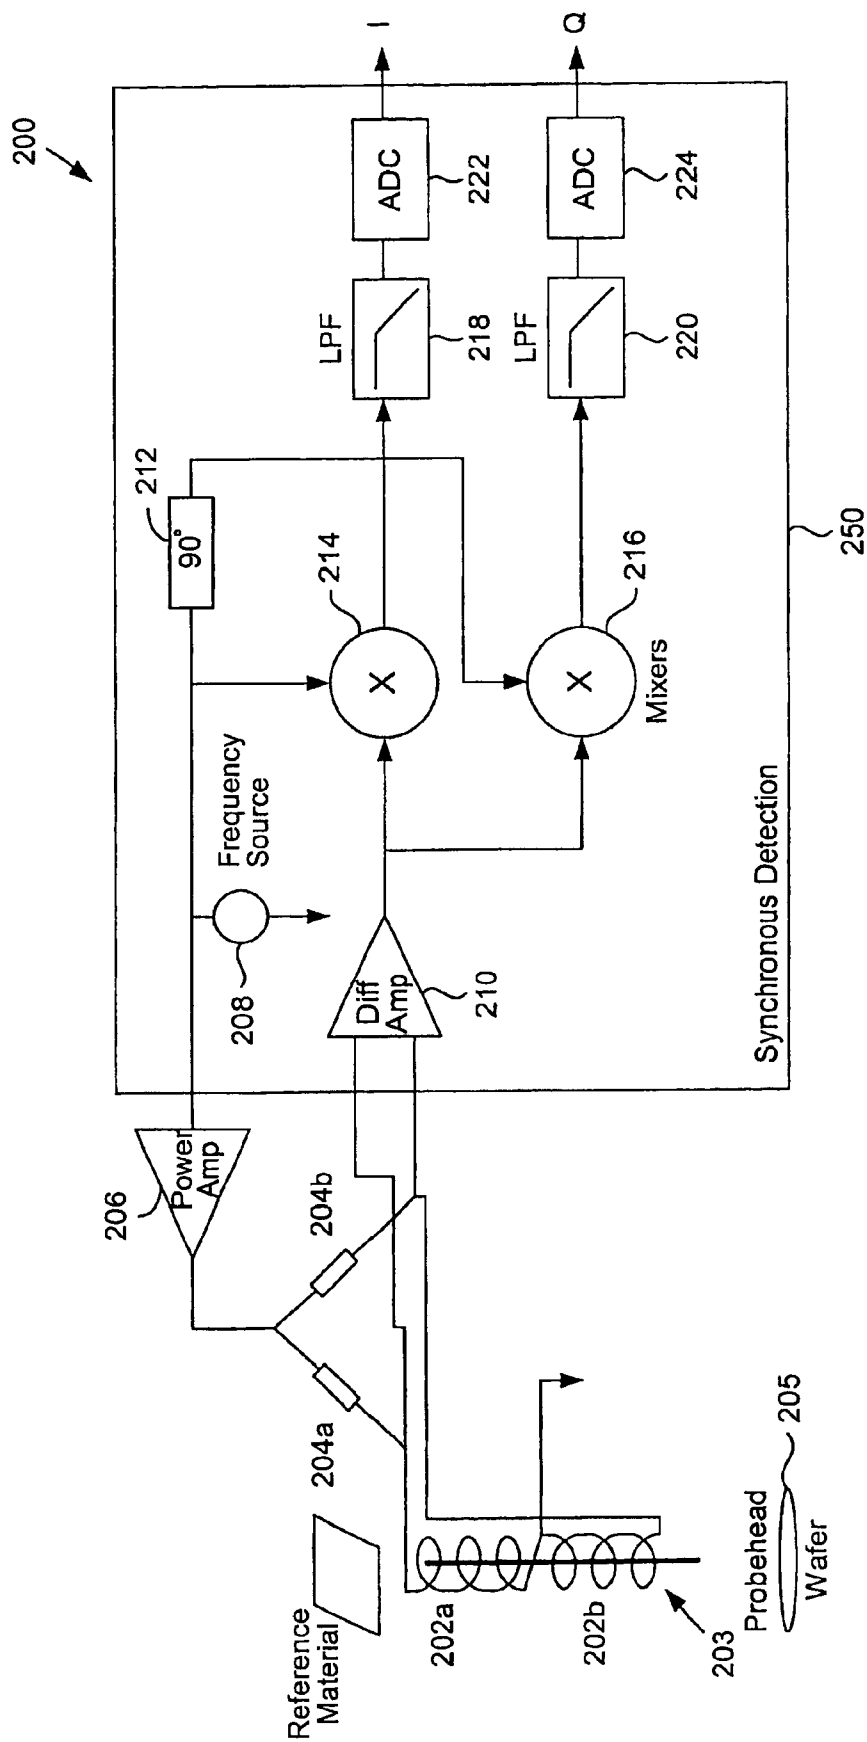 200
I
Q
ADC
222
ADC
224
LPF
218
LPF
220
212
90°
214
X
216
X
Mixers
250
Frequency
Source
208
Diff
Amp
210
Synchronous Detection
206
Power
Amp
204b
204a
Reference
Material
202a
202b
203
Probehead
205
Wafer